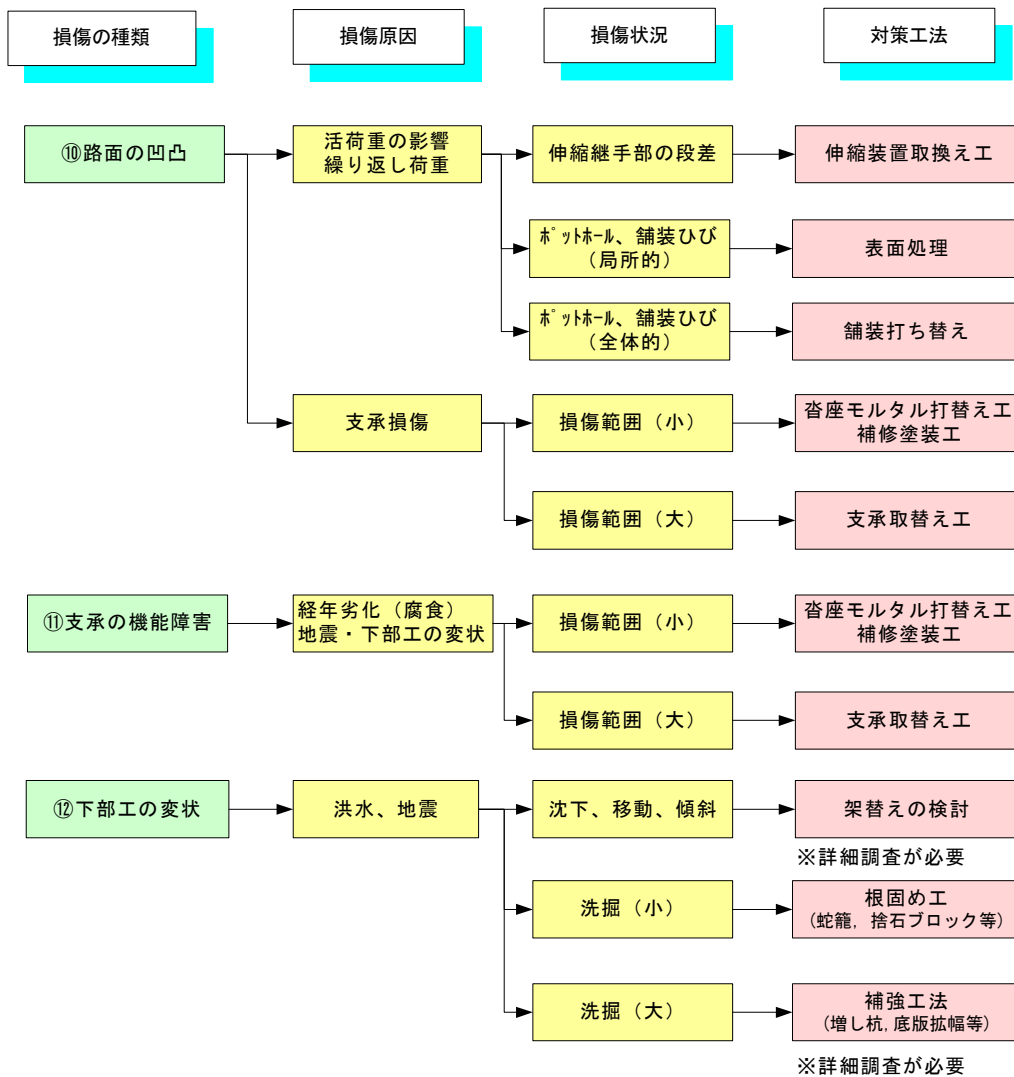 損傷の種類
損傷原因
損傷状況
対策工法
⑩路面の凹凸
活荷重の影響
繰り返し荷重
伸縮継手部の段差
伸縮装置取換え工
ﾎﾟｯﾄﾎｰﾙ、舗装ひび
（局所的）
表面処理
ﾎﾟｯﾄﾎｰﾙ、舗装ひび
（全体的）
舗装打ち替え
支承損傷
損傷範囲（小）
沓座モルタル打替え工
補修塗装工
損傷範囲（大）
支承取替え工
⑪支承の機能障害
経年劣化（腐食）
地震・下部工の変状
損傷範囲（小）
沓座モルタル打替え工
補修塗装工
損傷範囲（大）
支承取替え工
⑫下部工の変状
洪水、地震
沈下、移動、傾斜
架替えの検討
※詳細調査が必要
洗掘（小）
根固め工
（蛇籠，捨石ブロック等）
洗掘（大）
補強工法
（増し杭，底版拡幅等）
※詳細調査が必要